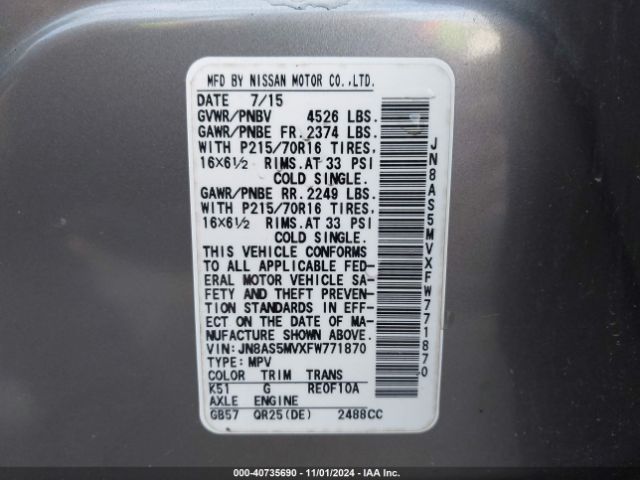 MFD BY NISSAN MOTOR CO.,LTD.
DATE 7/15
GVWR/PNBV 4526 LBS.
GAWR/PNBE FR. 2374 LBS.
WITH P215/70R16 TIRES,
16X6½ RIMS.AT 33 PSI
COLD SINGLE.
GAWR/PNBE RR. 2249 LBS.
WITH P215/70R16 TIRES,
16X6½ RIMS.AT 33 PSI
COLD SINGLE.
THIS VEHICLE CONFORMS
TO ALL APPLICABLE FED-
ERAL MOTOR VEHICLE SA-
FETY AND THEFT PREVEN-
TION STANDARDS IN EFF-
ECT ON THE DATE OF MA-
NUFACTURE SHOWN ABOVE.
VIN:JN8AS5MVXFW771870
TYPE:MPV
COLOR TRIM TRANS
K51 G RE0F10A
AXLE ENGINE
GB57 QR25(DE) 2488CC
JN8AS5MVXFW771870
000-40735690 - 11/01/2024 - IAA Inc.